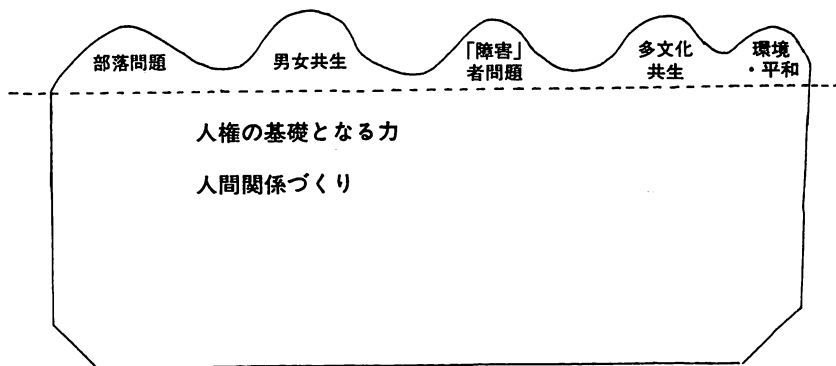 部落問題
男女共生
「障害」
者問題
多文化
共生
環境
・平和
人権の基礎となる力
人間関係づくり